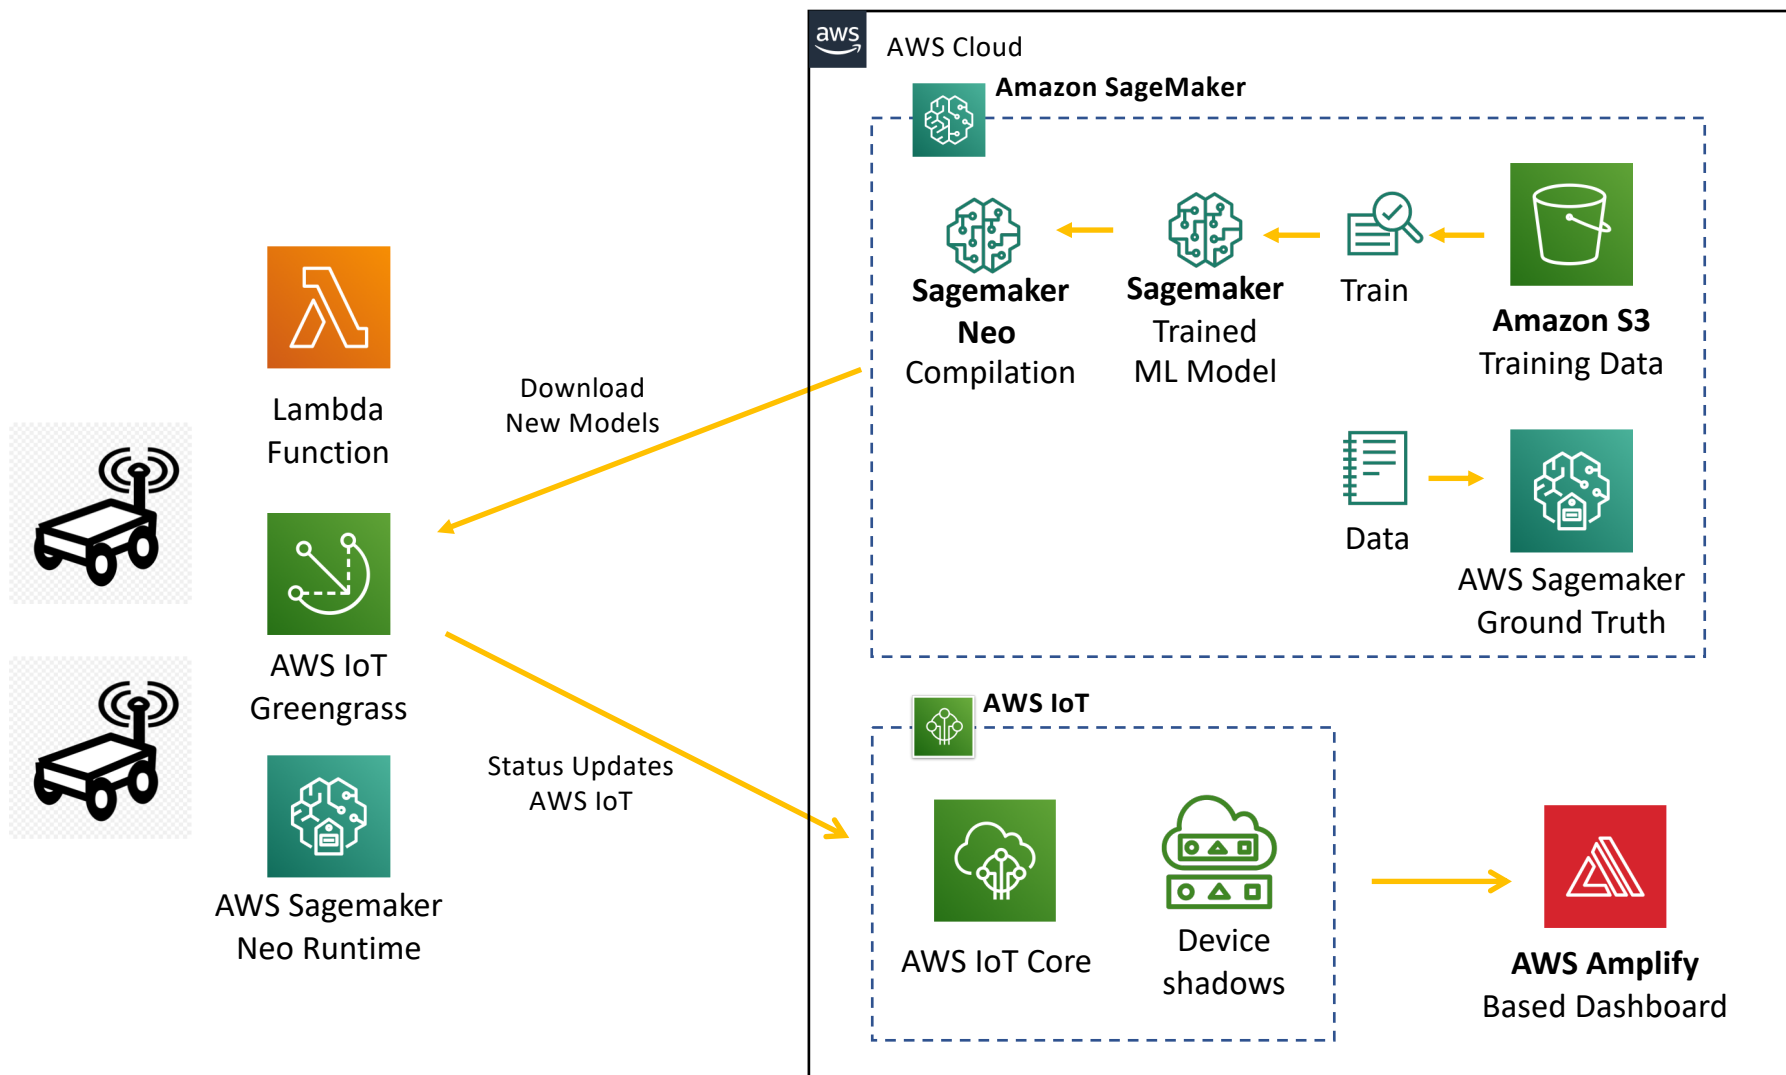 aws
AWS Cloud
Amazon SageMaker
Sagemaker
Neo
Compilation
Sagemaker
Trained
ML Model
Train
Amazon S3
Training Data
Data
AWS Sagemaker
Ground Truth
Download
New Models
Lambda
Function
AWS IoT
Greengrass
AWS Sagemaker
Neo Runtime
Status Updates
AWS IoT
AWS IoT
AWS IoT Core
Device
shadows
AWS Amplify
Based Dashboard